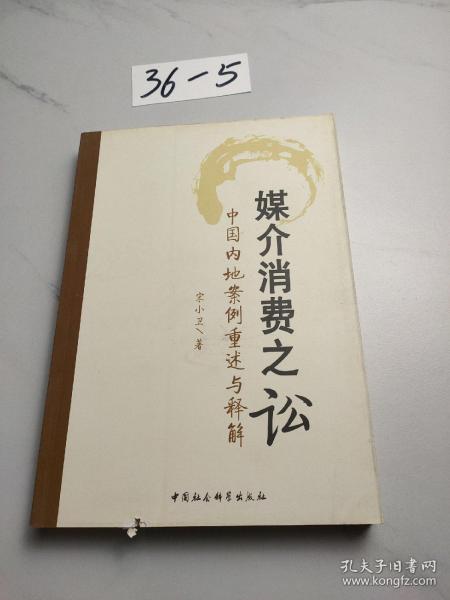 36-5
媒介消费之讼
中国内地案例重述与释解
宋小卫\著
中国社会科学出版社
孔夫子旧书网
www.kongfz.com